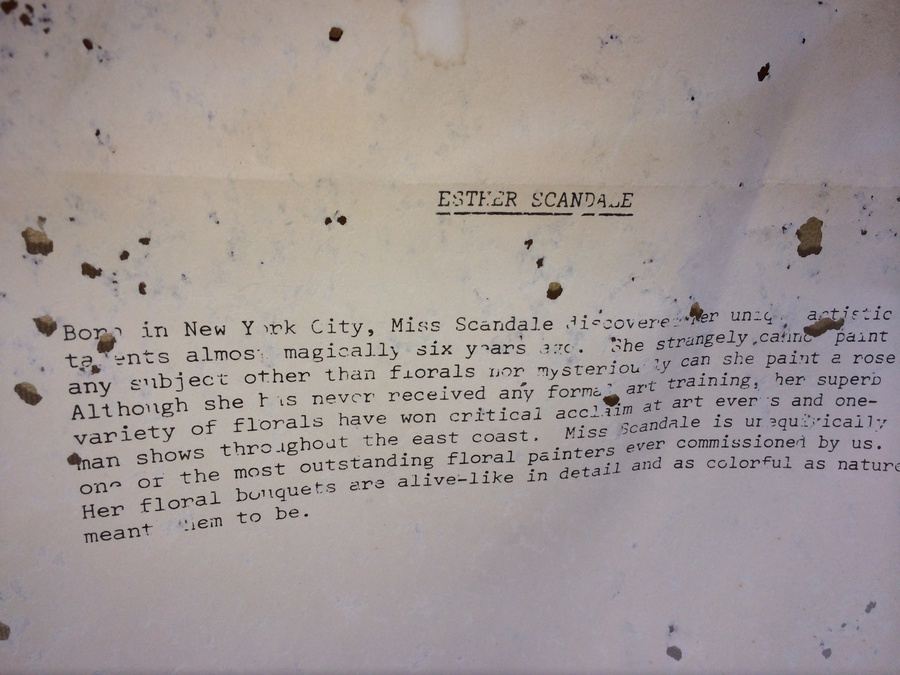 ESTHER SCANDALE
Born in New York City, Miss Scandale discovered her unique artistic
talents almost magically six years ago. She strangely cannot paint
any subject other than florals nor mysteriously can she paint a rose
Although she has never received any formal art training, her superb
variety of florals have won critical acclaim at art events and one-
man shows throughout the east coast. Miss Scandale is unequivically
one of the most outstanding floral painters ever commissioned by us.
Her floral bouquets are alive-like in detail and as colorful as nature
meant them to be.